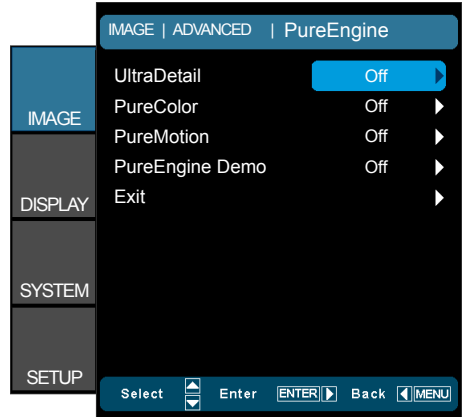 IMAGE | ADVANCED | PureEngine
IMAGE
DISPLAY
SYSTEM
SETUP
UltraDetail Off
PureColor Off
PureMotion Off
PureEngine Demo Off
Exit
Select Enter ENTER Back MENU